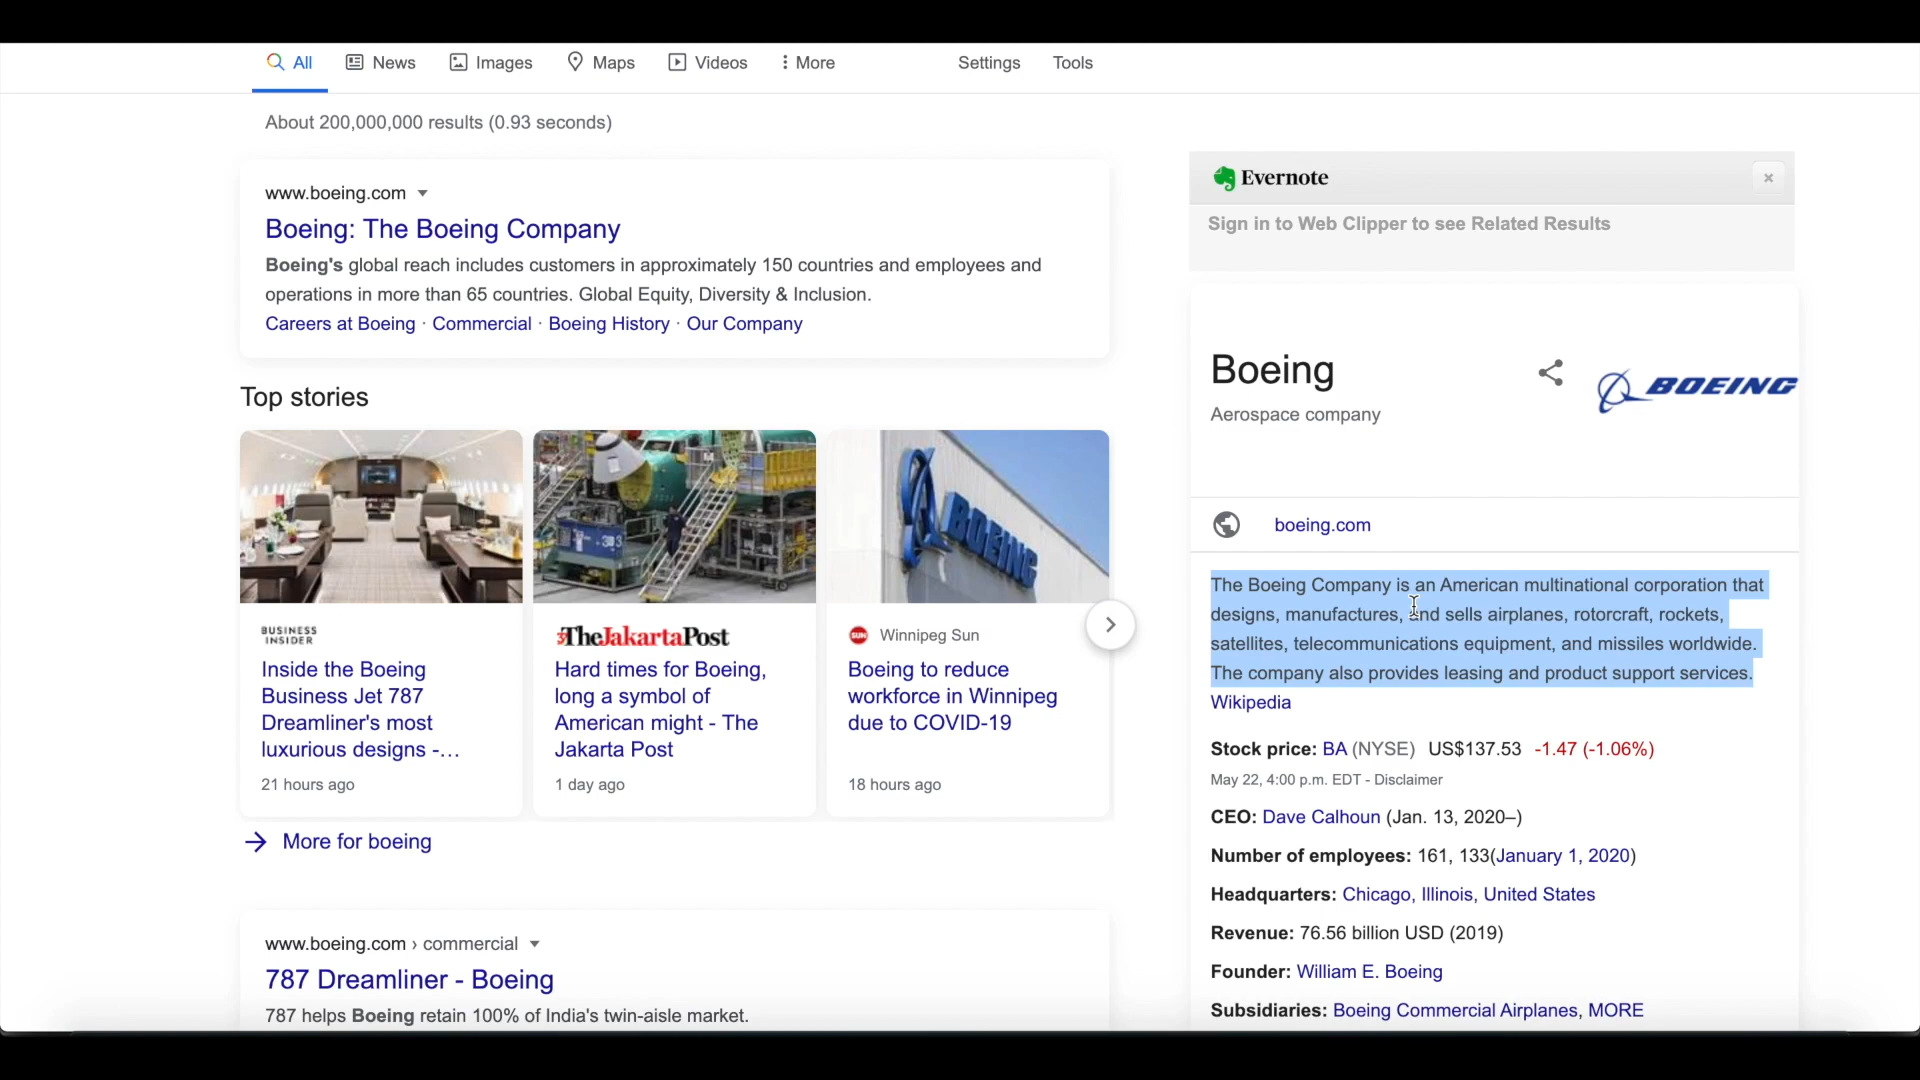 All
News
Images
Maps
Videos
More
Settings
Tools
About 200,000,000 results (0.93 seconds)
www.boeing.com
Boeing: The Boeing Company
Boeing's global reach includes customers in approximately 150 countries and employees and
operations in more than 65 countries. Global Equity, Diversity & Inclusion.
Careers at Boeing · Commercial · Boeing History · Our Company
Top stories
BOEING
BUSINESS
INSIDER
Inside the Boeing
Business Jet 787
Dreamliner's most
luxurious designs -...
21 hours ago
TheJakartaPost
Hard times for Boeing,
long a symbol of
American might - The
Jakarta Post
1 day ago
SUN Winnipeg Sun
Boeing to reduce
workforce in Winnipeg
due to COVID-19
18 hours ago
More for boeing
www.boeing.com › commercial
787 Dreamliner - Boeing
787 helps Boeing retain 100% of India's twin-aisle market.
Evernote
Sign in to Web Clipper to see Related Results
Boeing
Aerospace company
BOEING
boeing.com
The Boeing Company is an American multinational corporation that
designs, manufactures, and sells airplanes, rotorcraft, rockets,
satellites, telecommunications equipment, and missiles worldwide.
The company also provides leasing and product support services.
Wikipedia
Stock price: BA (NYSE) US$137.53 -1.47 (-1.06%)
May 22, 4:00 p.m. EDT - Disclaimer
CEO: Dave Calhoun (Jan. 13, 2020–)
Number of employees: 161, 133(January 1, 2020)
Headquarters: Chicago, Illinois, United States
Revenue: 76.56 billion USD (2019)
Founder: William E. Boeing
Subsidiaries: Boeing Commercial Airplanes, MORE